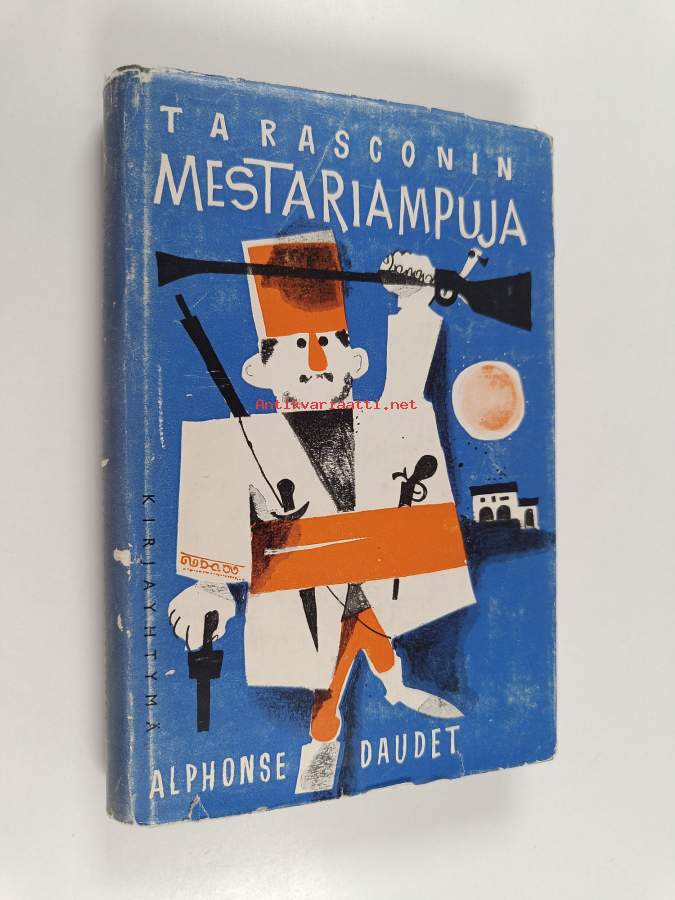 TARASCONIN
MESTARIAMPUJA
Antikvariaatti.net
KIRJAYHTYMÄ
ALPHONSE DAUDET